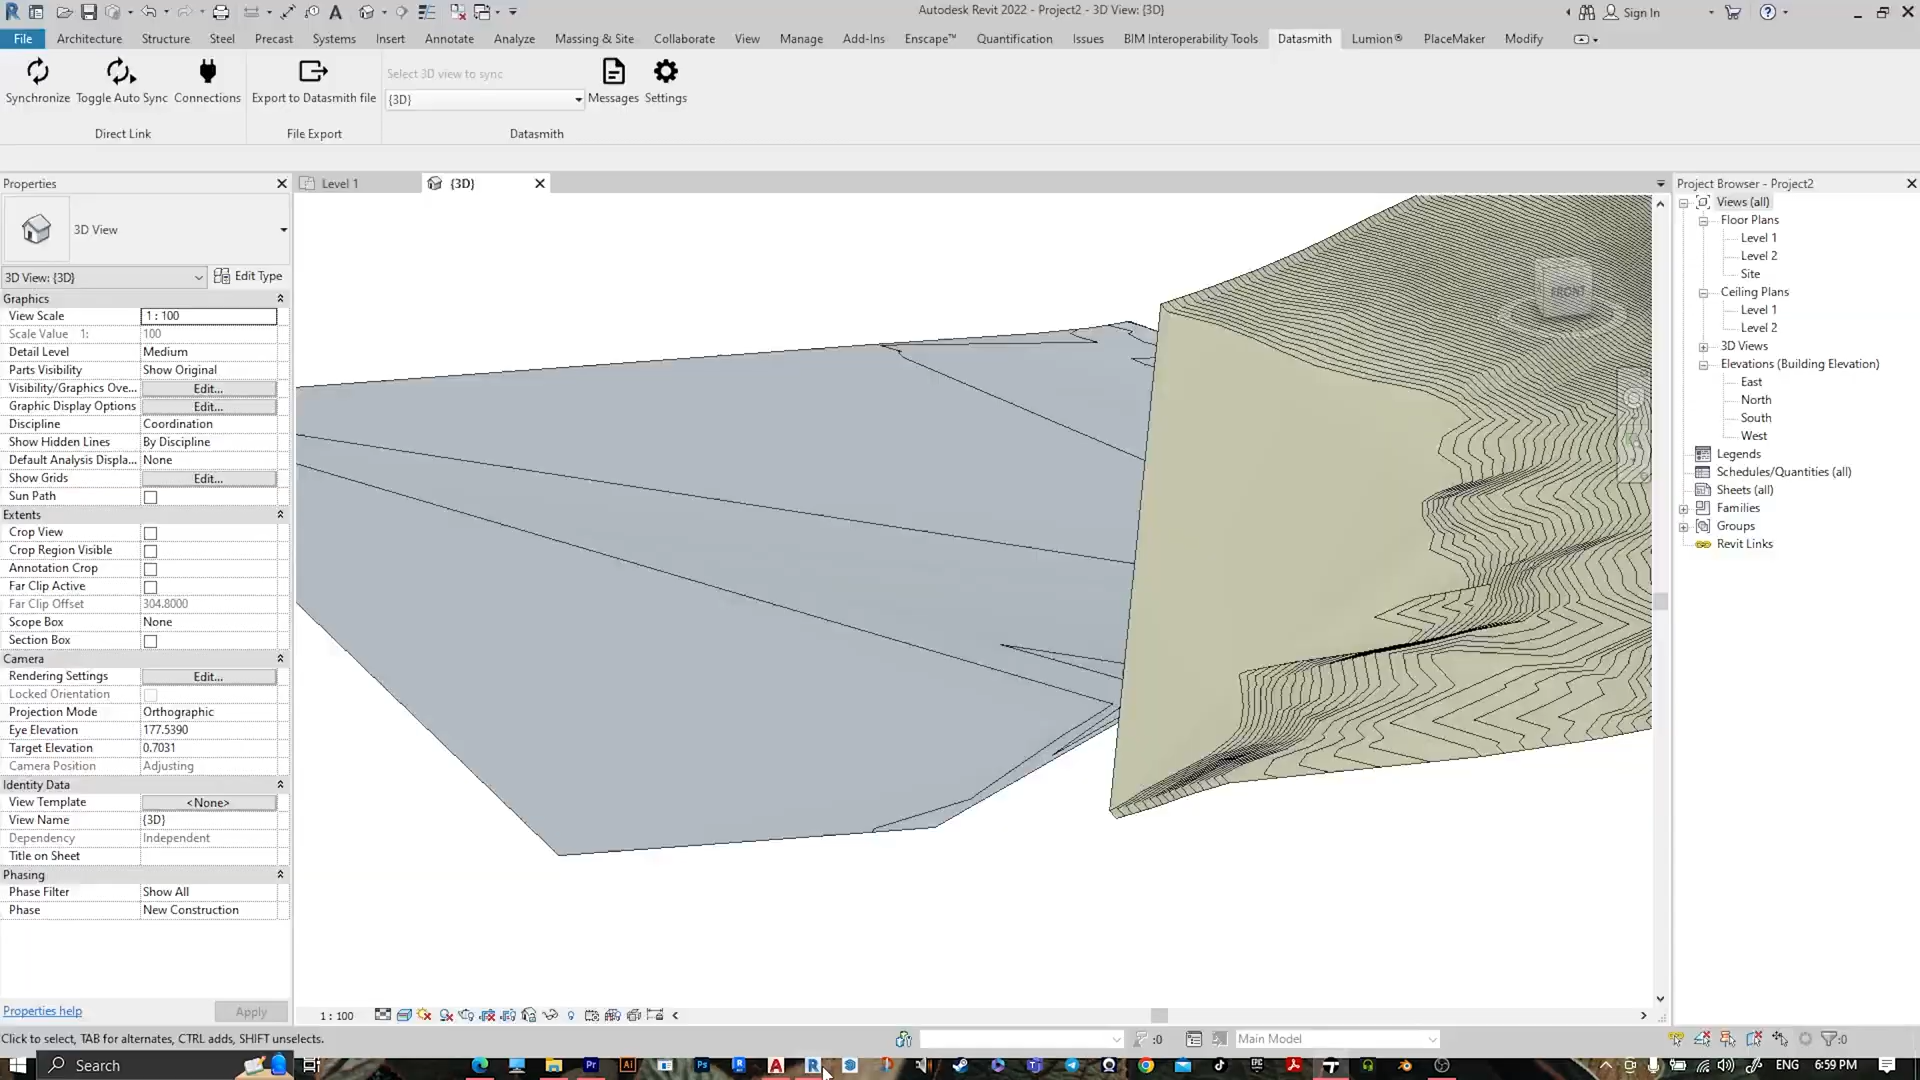 Autodesk Revit 2022 - Project2 - 3D View: {3D}
Sign In
File Architecture Structure Steel Precast Systems Insert Annotate Analyze Massing & Site Collaborate View Manage Add-Ins Enscape™ Quantification Issues BIM Interoperability Tools Datasmith Lumion® PlaceMaker Modify
Select 3D view to sync
Synchronize Toggle Auto Sync Connections Export to Datasmith file {3D} Messages Settings
Direct Link File Export Datasmith
Properties
Level 1
{3D}
Project Browser - Project2
3D View
3D View: {3D}
Edit Type
Graphics
View Scale 1 : 100
Scale Value 1: 100
Detail Level Medium
Parts Visibility Show Original
Visibility/Graphics Ove... Edit...
Graphic Display Options Edit...
Discipline Coordination
Show Hidden Lines By Discipline
Default Analysis Displa... None
Show Grids Edit...
Sun Path
Extents
Crop View
Crop Region Visible
Annotation Crop
Far Clip Active
Far Clip Offset 304.8000
Scope Box None
Section Box
Camera
Rendering Settings Edit...
Locked Orientation
Projection Mode Orthographic
Eye Elevation 177.5390
Target Elevation 0.7031
Camera Position Adjusting
Identity Data
View Template <None>
View Name {3D}
Dependency Independent
Title on Sheet
Phasing
Phase Filter Show All
Phase New Construction
Properties help
Apply
FRONT
Views (all)
Floor Plans
Level 1
Level 2
Site
Ceiling Plans
Level 1
Level 2
3D Views
Elevations (Building Elevation)
East
North
South
West
Legends
Schedules/Quantities (all)
Sheets (all)
Families
Groups
Revit Links
1 : 100
Click to select, TAB for alternates, CTRL adds, SHIFT unselects.
:0
Main Model
:0
Search
ENG 6:59 PM